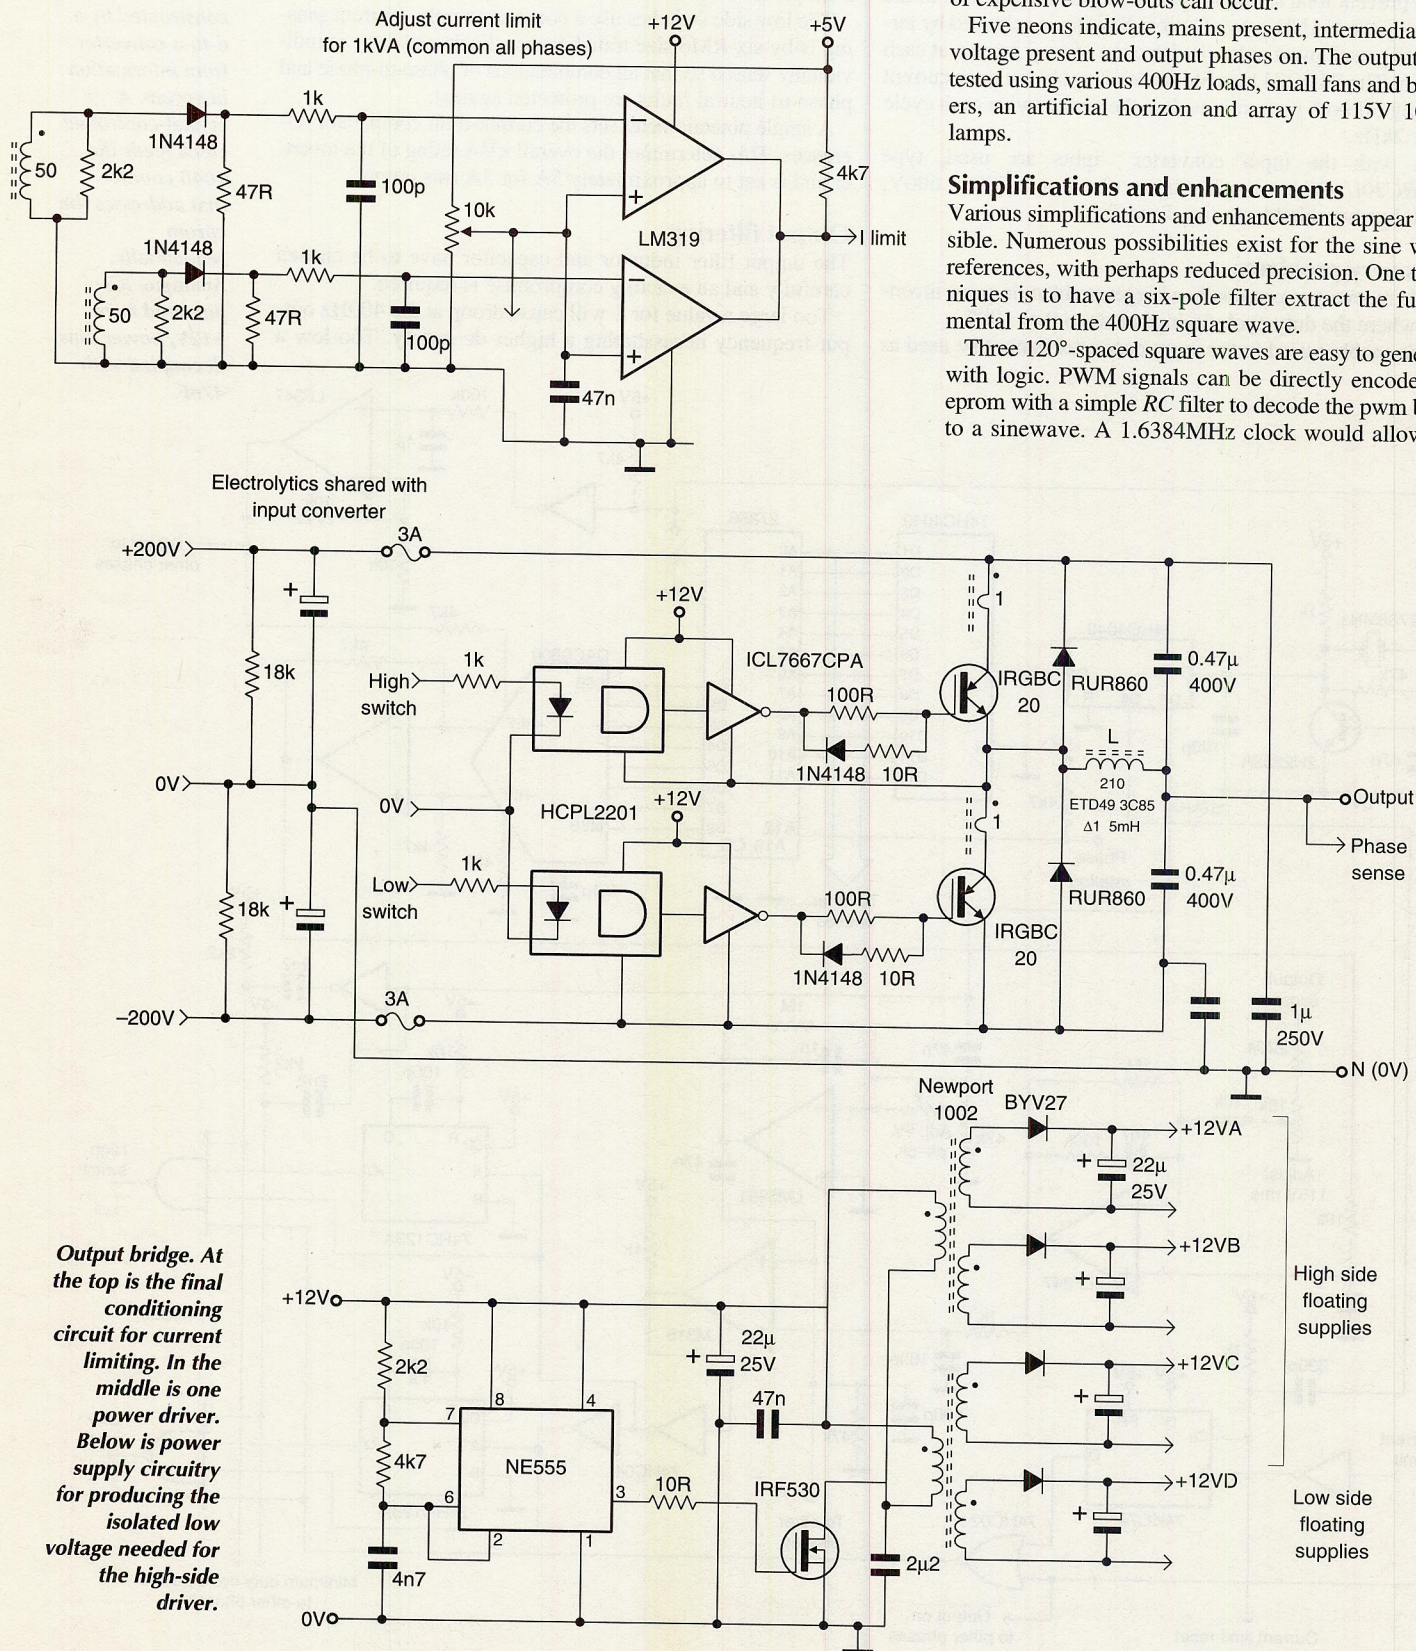 Adjust current limit
for 1kVA (common all phases)
+12V
+5V
1N4148
1k
50
2k2
47R
100p
10k
4k7
LM319
I limit
1N4148
1k
50
2k2
47R
100p
47n
of expensive blow-outs can occur.
Five neons indicate, mains present, intermedia
voltage present and output phases on. The output
tested using various 400Hz loads, small fans and b
ers, an artificial horizon and array of 115V 10
lamps.
Simplifications and enhancements
Various simplifications and enhancements appear
sible. Numerous possibilities exist for the sine w
references, with perhaps reduced precision. One t
niques is to have a six-pole filter extract the fu
mental from the 400Hz square wave.
Three 120°-spaced square waves are easy to gene
with logic. PWM signals can be directly encode
eprom with a simple RC filter to decode the pwm b
to a sinewave. A 1.6384MHz clock would allow
Electrolytics shared with
input converter
+200V
3A
18k
+
0V
18k
+
-200V
3A
High
switch
1k
0V
Low
switch
1k
HCPL2201
+12V
+12V
ICL7667CPA
100R
1N4148
10R
100R
1N4148
10R
1
IRGBC
20
1
IRGBC
20
RUR860
RUR860
L
210
ETD49 3C85
Δ1 5mH
0.47µ
400V
0.47µ
400V
Output
Phase
sense
1µ
250V
N (0V)
Newport
1002
BYV27
+12VA
+ 22µ
25V
+12VB
+
+12VC
+
+12VD
+
High side
floating
supplies
Low side
floating
supplies
+12V
2k2
4k7
4n7
0V
NE555
8
4
7
6
2
1
3
10R
IRF530
+ 22µ
25V
47n
2µ2
Output bridge. At
the top is the final
conditioning
circuit for current
limiting. In the
middle is one
power driver.
Below is power
supply circuitry
for producing the
isolated low
voltage needed for
the high-side
driver.